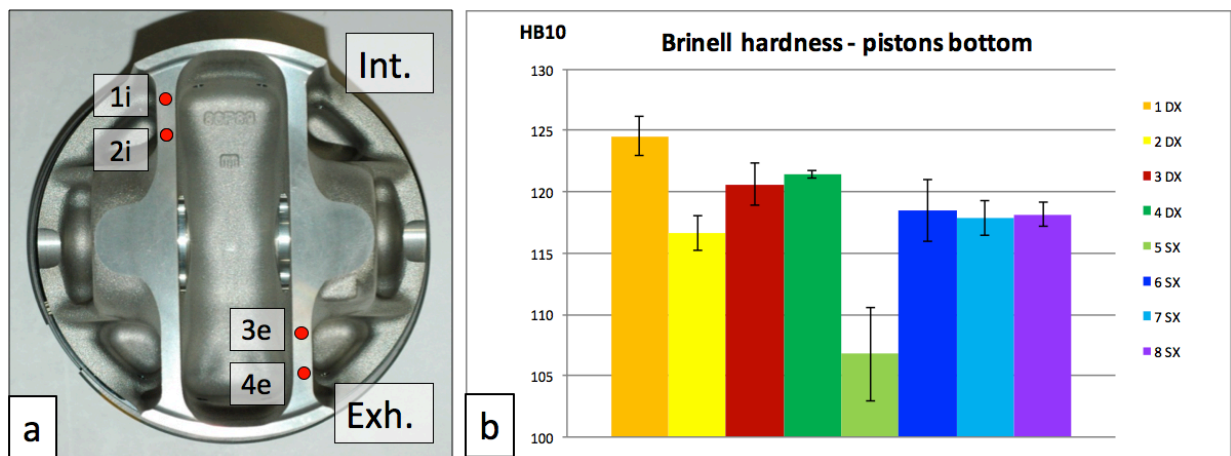 1i
Int.
2i
3e
4e
Exh.
a
HB10
Brinell hardness - pistons bottom
130
125
120
115
110
105
100
1 DX
2 DX
3 DX
4 DX
5 SX
6 SX
7 SX
8 SX
b